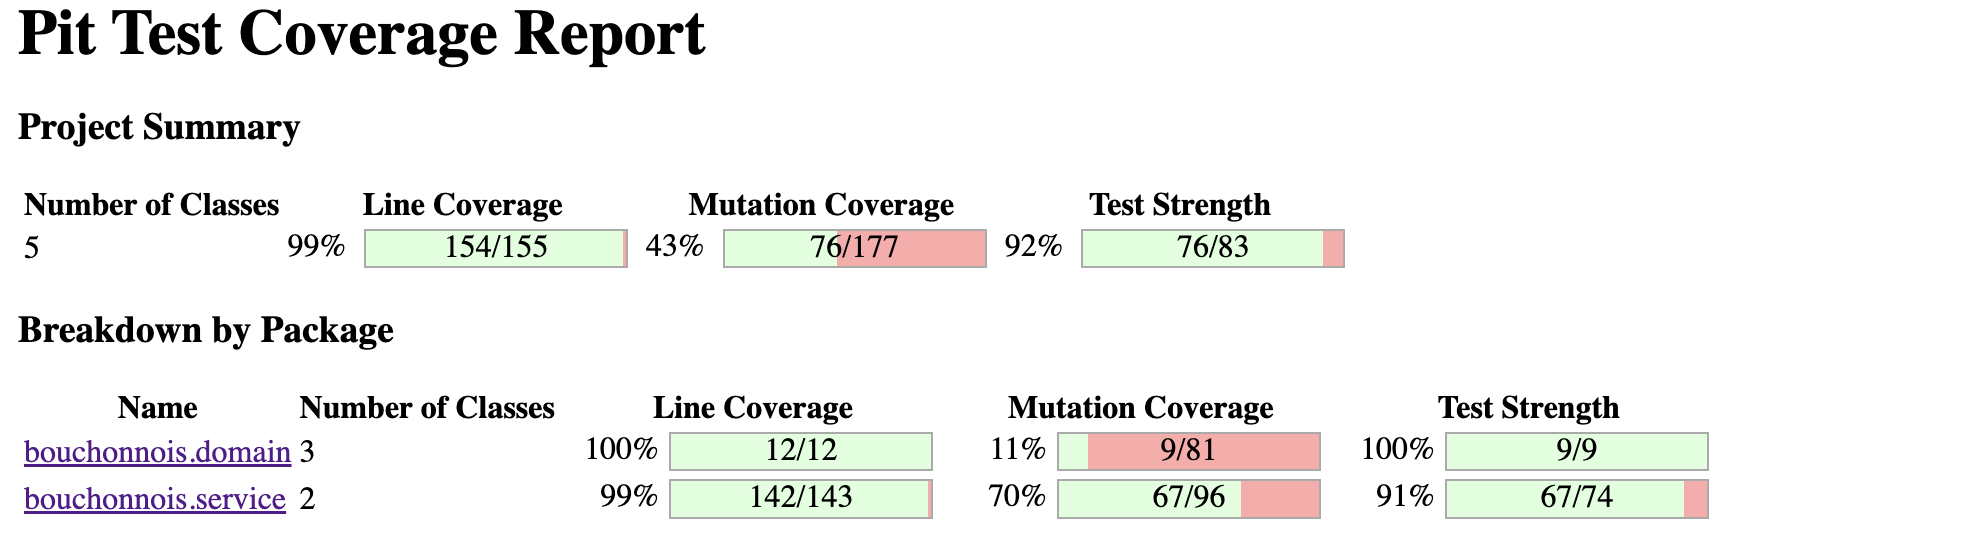 Pit Test Coverage Report
Project Summary
Number of Classes Line Coverage Mutation Coverage Test Strength
5 99% 154/155 43% 76/177 92% 76/83
Breakdown by Package
Name Number of Classes Line Coverage Mutation Coverage Test Strength
bouchonnois.domain 3 100% 12/12 11% 9/81 100% 9/9
bouchonnois.service 2 99% 142/143 70% 67/96 91% 67/74